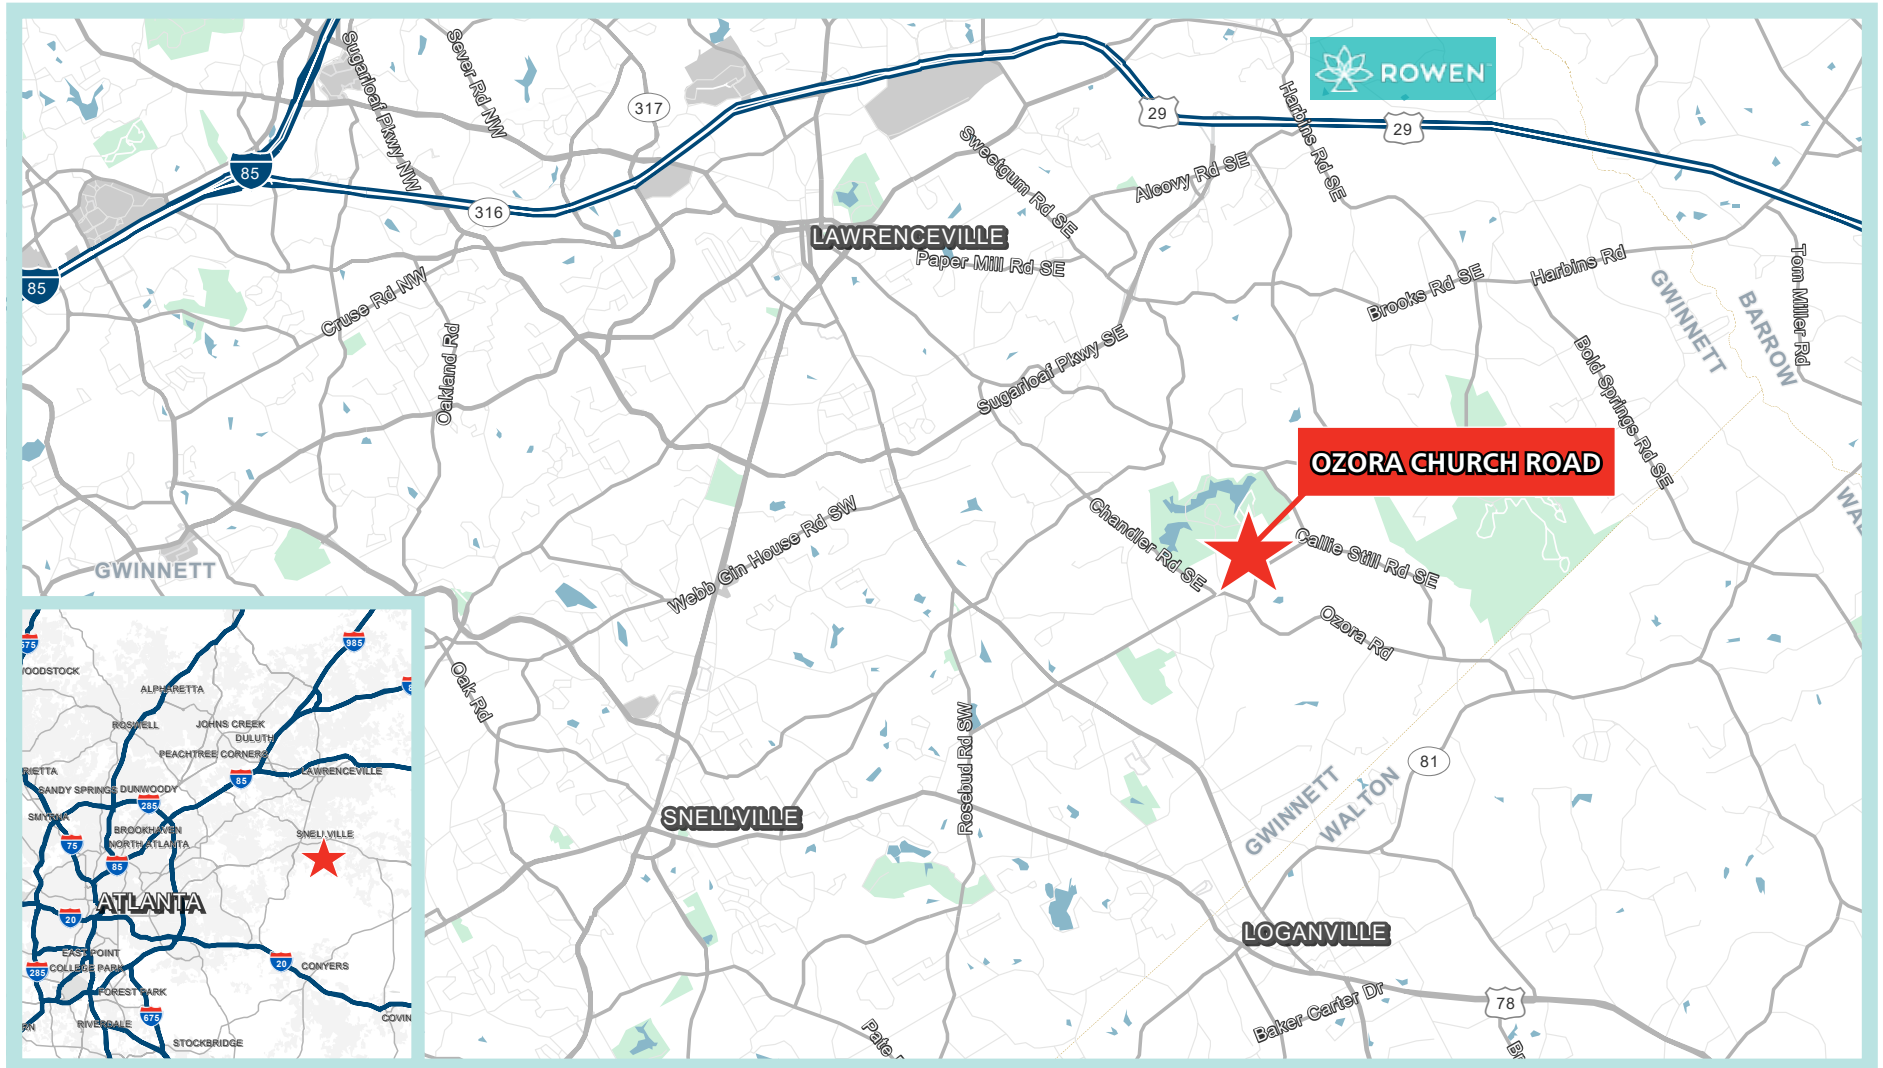 ROWEN
Sugarloaf Pkwy NW
Sever Rd NW
317
29
29
Harbins Rd SE
Sweetgum Rd SE
Alcovy Rd SE
85
316
LAWRENCEVILLE
Paper Mill Rd SE
85
Cruse Rd NW
Oakland Rd
Brooks Rd SE
Harbins Rd
Tom Miller Rd
GWINNETT
BARROW
Sugarloaf Pkwy SE
Bold Springs Rd SE
OZORA CHURCH ROAD
Chandler Rd SE
Callie Still Rd SE
Webb Gin House Rd SW
GWINNETT
Ozora Rd
Oak Rd
Rosebud Rd SW
81
GWINNETT
WALTON
SNELLVILLE
LOGANVILLE
78
Baker Carter Dr
Pate
985
OODSTOCK
ALPHARETTA
ROSWELL
JOHNS CREEK
DULUTH
PEACHTREE CORNERS
RIETTA
85
LAWRENCEVILLE
SANDY SPRINGS
DUNWOODY
285
SMYRNA
BROOKHAVEN
NORTH ATLANTA
SNELLVILLE
75
85
ATLANTA
20
EAST POINT
COLLEGE PARK
285
20
CONYERS
FOREST PARK
675
COVIN
RIVERDALE
STOCKBRIDGE